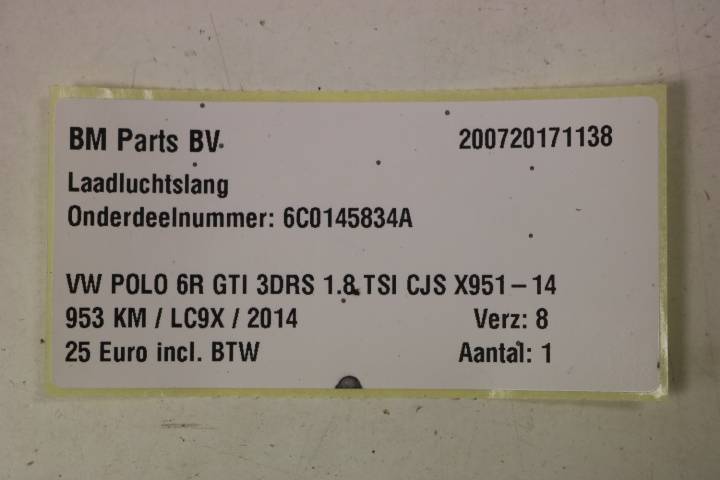 BM Parts BV 200720171138
Laadluchtslang
Onderdeelnummer: 6C0145834A
VW POLO 6R GTI 3DRS 1.8 TSI CJS X951-14
953 KM / LC9X / 2014 Verz: 8
25 Euro incl. BTW Aantal: 1